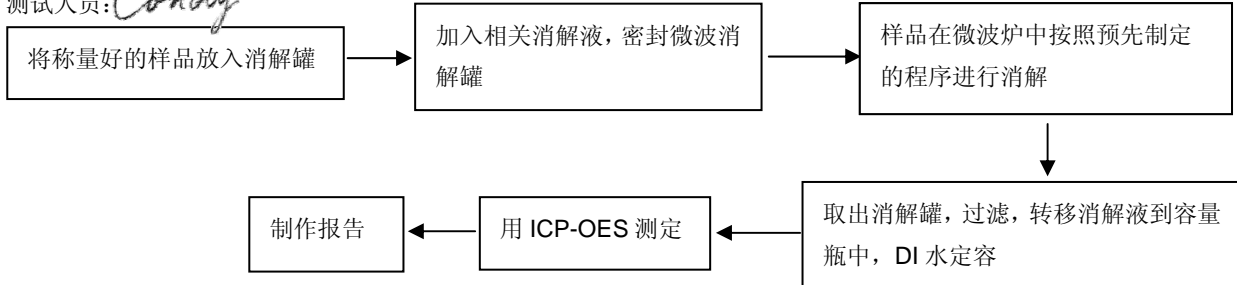 测试人员:
将称量好的样品放入消解罐
加入相关消解液，密封微波消
解罐
样品在微波炉中按照预先制定
的程序进行消解
取出消解罐，过滤，转移消解液到容量
瓶中，DI 水定容
用 ICP-OES 测定
制作报告